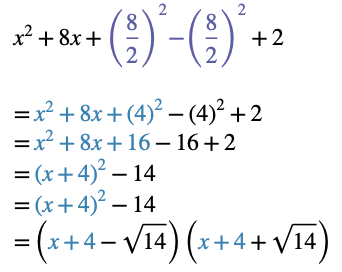 x² + 8x + (8/2)² − (8/2)² + 2
= x² + 8x + (4)² − (4)² + 2
= x² + 8x + 16 − 16 + 2
= (x + 4)² − 14
= (x + 4)² − 14
= (x + 4 − √14) (x + 4 + √14)